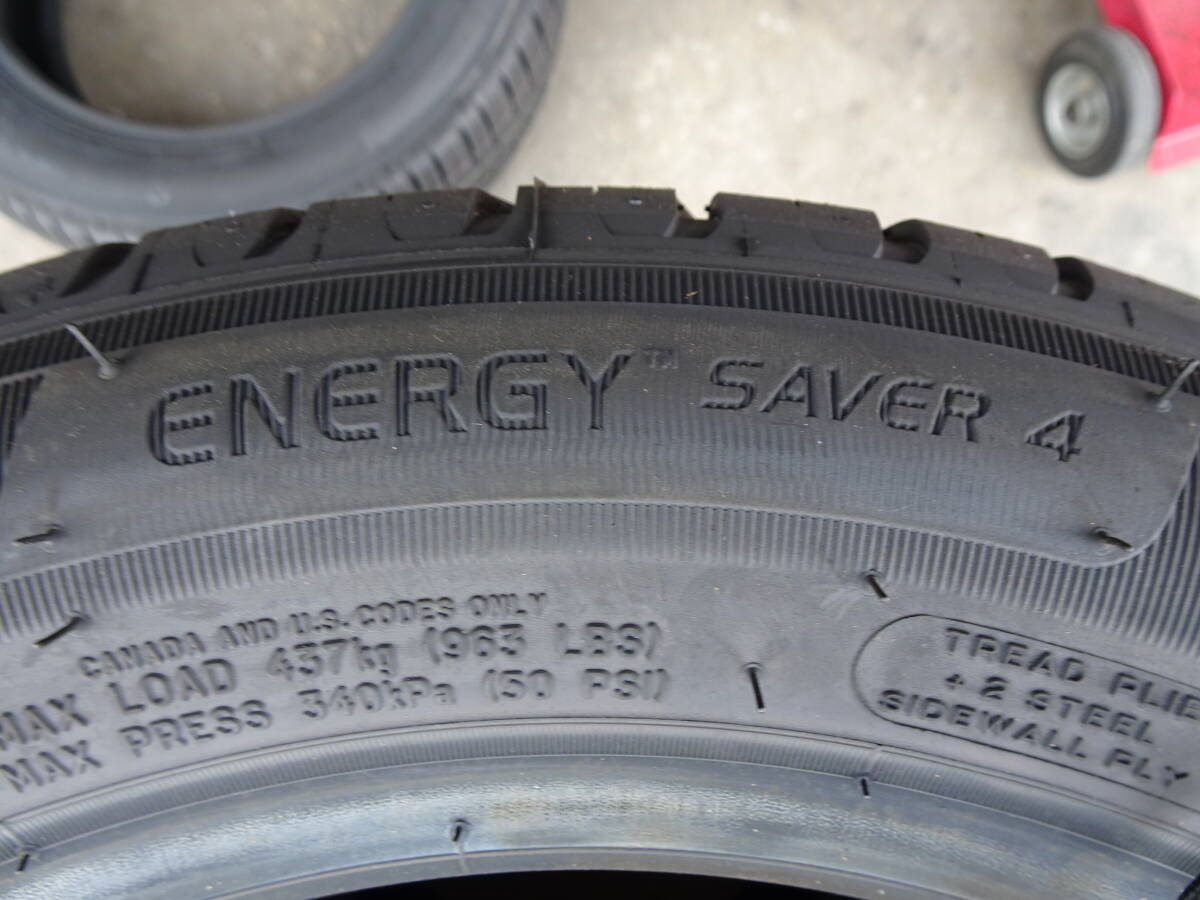 ENERGY™ SAVER 4
CANADA AND U.S. CODES ONLY
MAX LOAD 437kg (963 LBS)
MAX PRESS 340kPa (50 PSI)
TREAD PLIE
+ 2 STEEL
SIDEWALL PLY